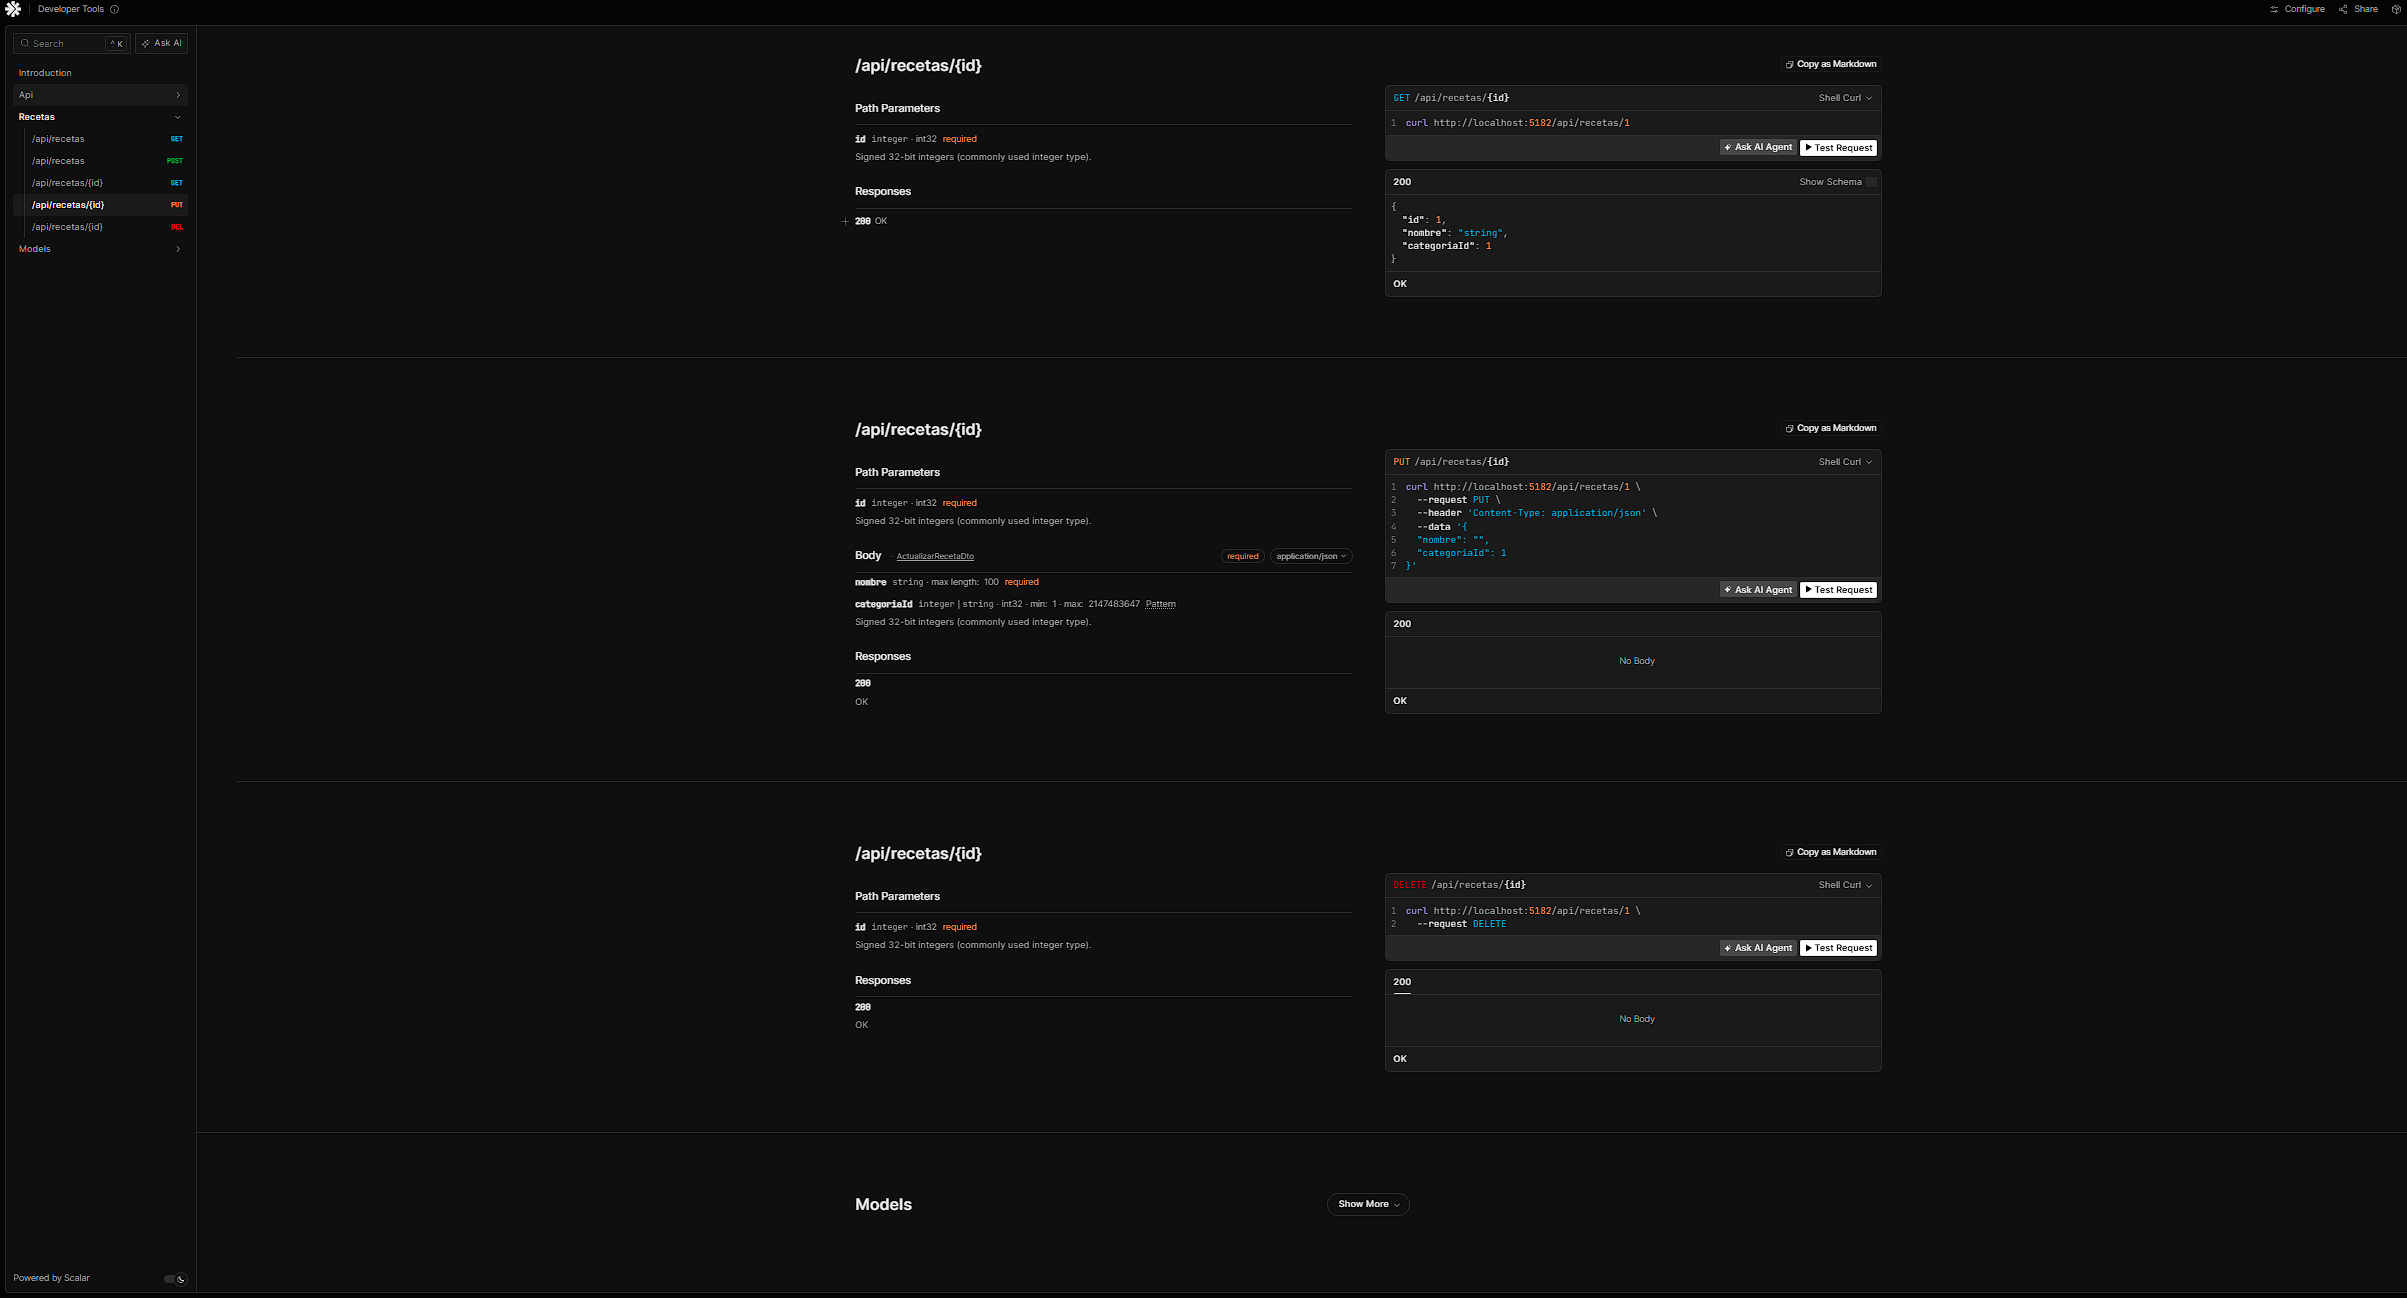 Developer Tools
Configure
Share
Search
^ K
Ask AI
Introduction
Api
Recetas
/api/recetas GET
/api/recetas POST
/api/recetas/{id} GET
/api/recetas/{id} PUT
/api/recetas/{id} DEL
Models
Powered by Scalar
/api/recetas/{id}
Copy as Markdown
Path Parameters
id integer · int32 required
Signed 32-bit integers (commonly used integer type).
Responses
200 OK
GET /api/recetas/{id}
Shell Curl
1 curl http://localhost:5182/api/recetas/1
Ask AI Agent
Test Request
200
Show Schema
{
"id": 1,
"nombre": "string",
"categoriaId": 1
}
OK
/api/recetas/{id}
Copy as Markdown
Path Parameters
id integer · int32 required
Signed 32-bit integers (commonly used integer type).
Body · ActualizarRecetaDto
required
application/json
nombre string · max length: 100 required
categoriaId integer | string · int32 · min: 1 · max: 2147483647 Pattern
Signed 32-bit integers (commonly used integer type).
Responses
200
OK
PUT /api/recetas/{id}
Shell Curl
1 curl http://localhost:5182/api/recetas/1 \
2 --request PUT \
3 --header 'Content-Type: application/json' \
4 --data '{
5 "nombre": "",
6 "categoriaId": 1
7 }'
Ask AI Agent
Test Request
200
No Body
OK
/api/recetas/{id}
Copy as Markdown
Path Parameters
id integer · int32 required
Signed 32-bit integers (commonly used integer type).
Responses
200
OK
DELETE /api/recetas/{id}
Shell Curl
1 curl http://localhost:5182/api/recetas/1 \
2 --request DELETE
Ask AI Agent
Test Request
200
No Body
OK
Models
Show More